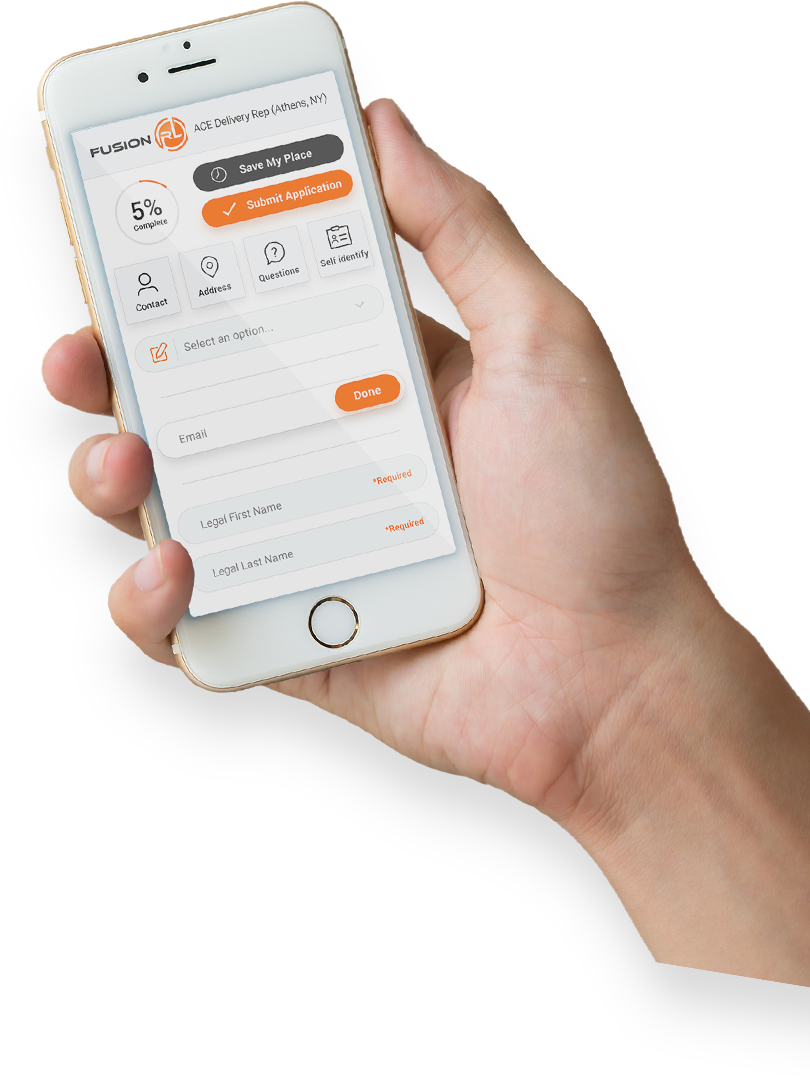 FUSION RL ACE Delivery Rep (Athens, NY)
5%
Complete
Save My Place
Submit Application
Contact
Address
Questions
Self identify
Select an option...
Email
Done
Legal First Name
*Required
Legal Last Name
*Required